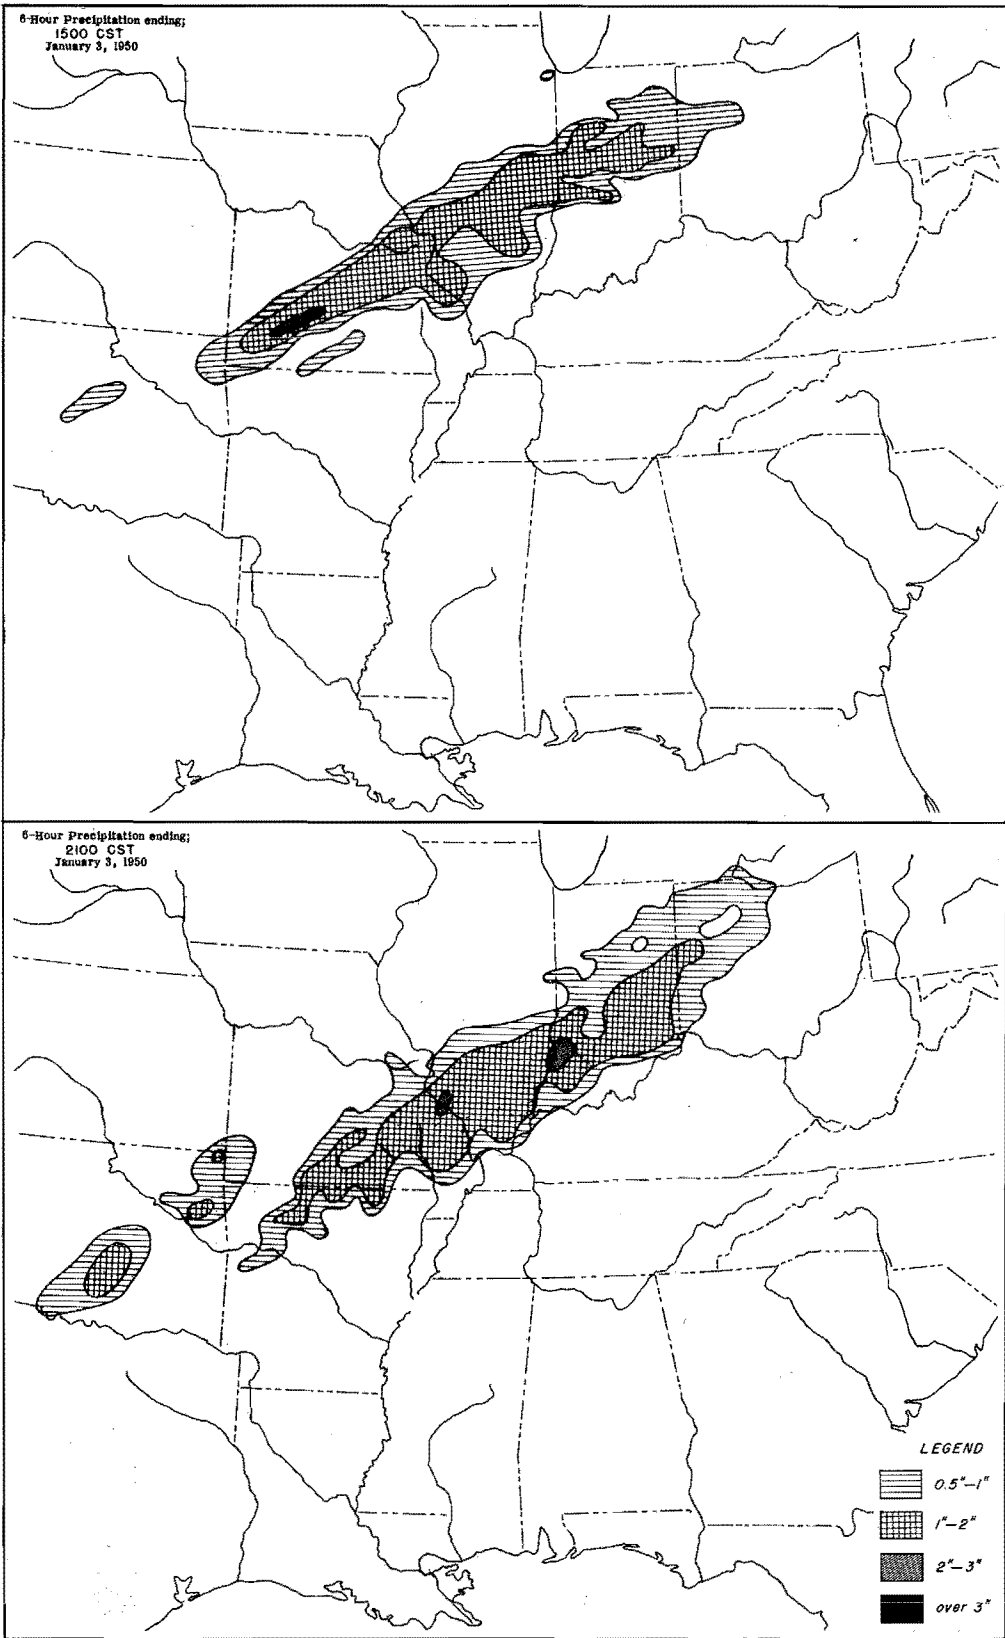 6-Hour Precipitation ending;
1500 CST
January 3, 1950
6-Hour Precipitation ending;
2100 CST
January 3, 1950
LEGEND
0.5"–1"
1"–2"
2"–3"
over 3"